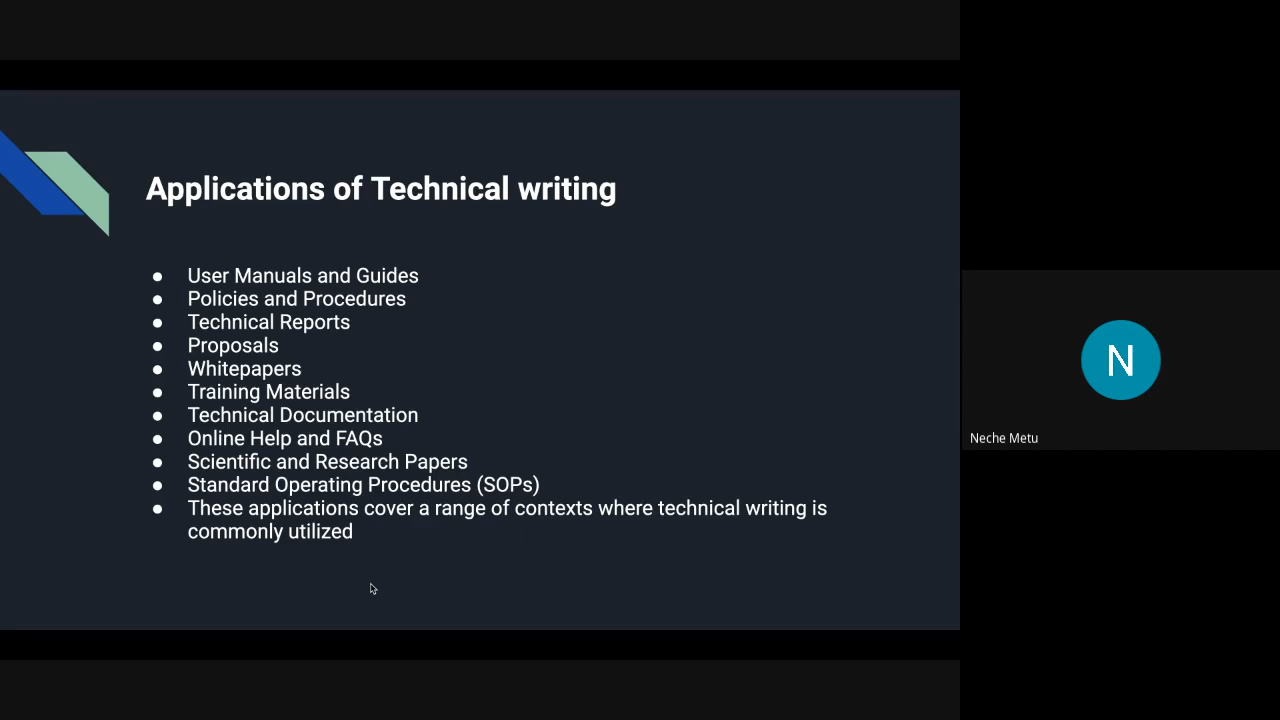 Applications of Technical writing
● User Manuals and Guides
● Policies and Procedures
● Technical Reports
● Proposals
● Whitepapers
● Training Materials
● Technical Documentation
● Online Help and FAQs
● Scientific and Research Papers
● Standard Operating Procedures (SOPs)
● These applications cover a range of contexts where technical writing is
commonly utilized
N
Neche Metu